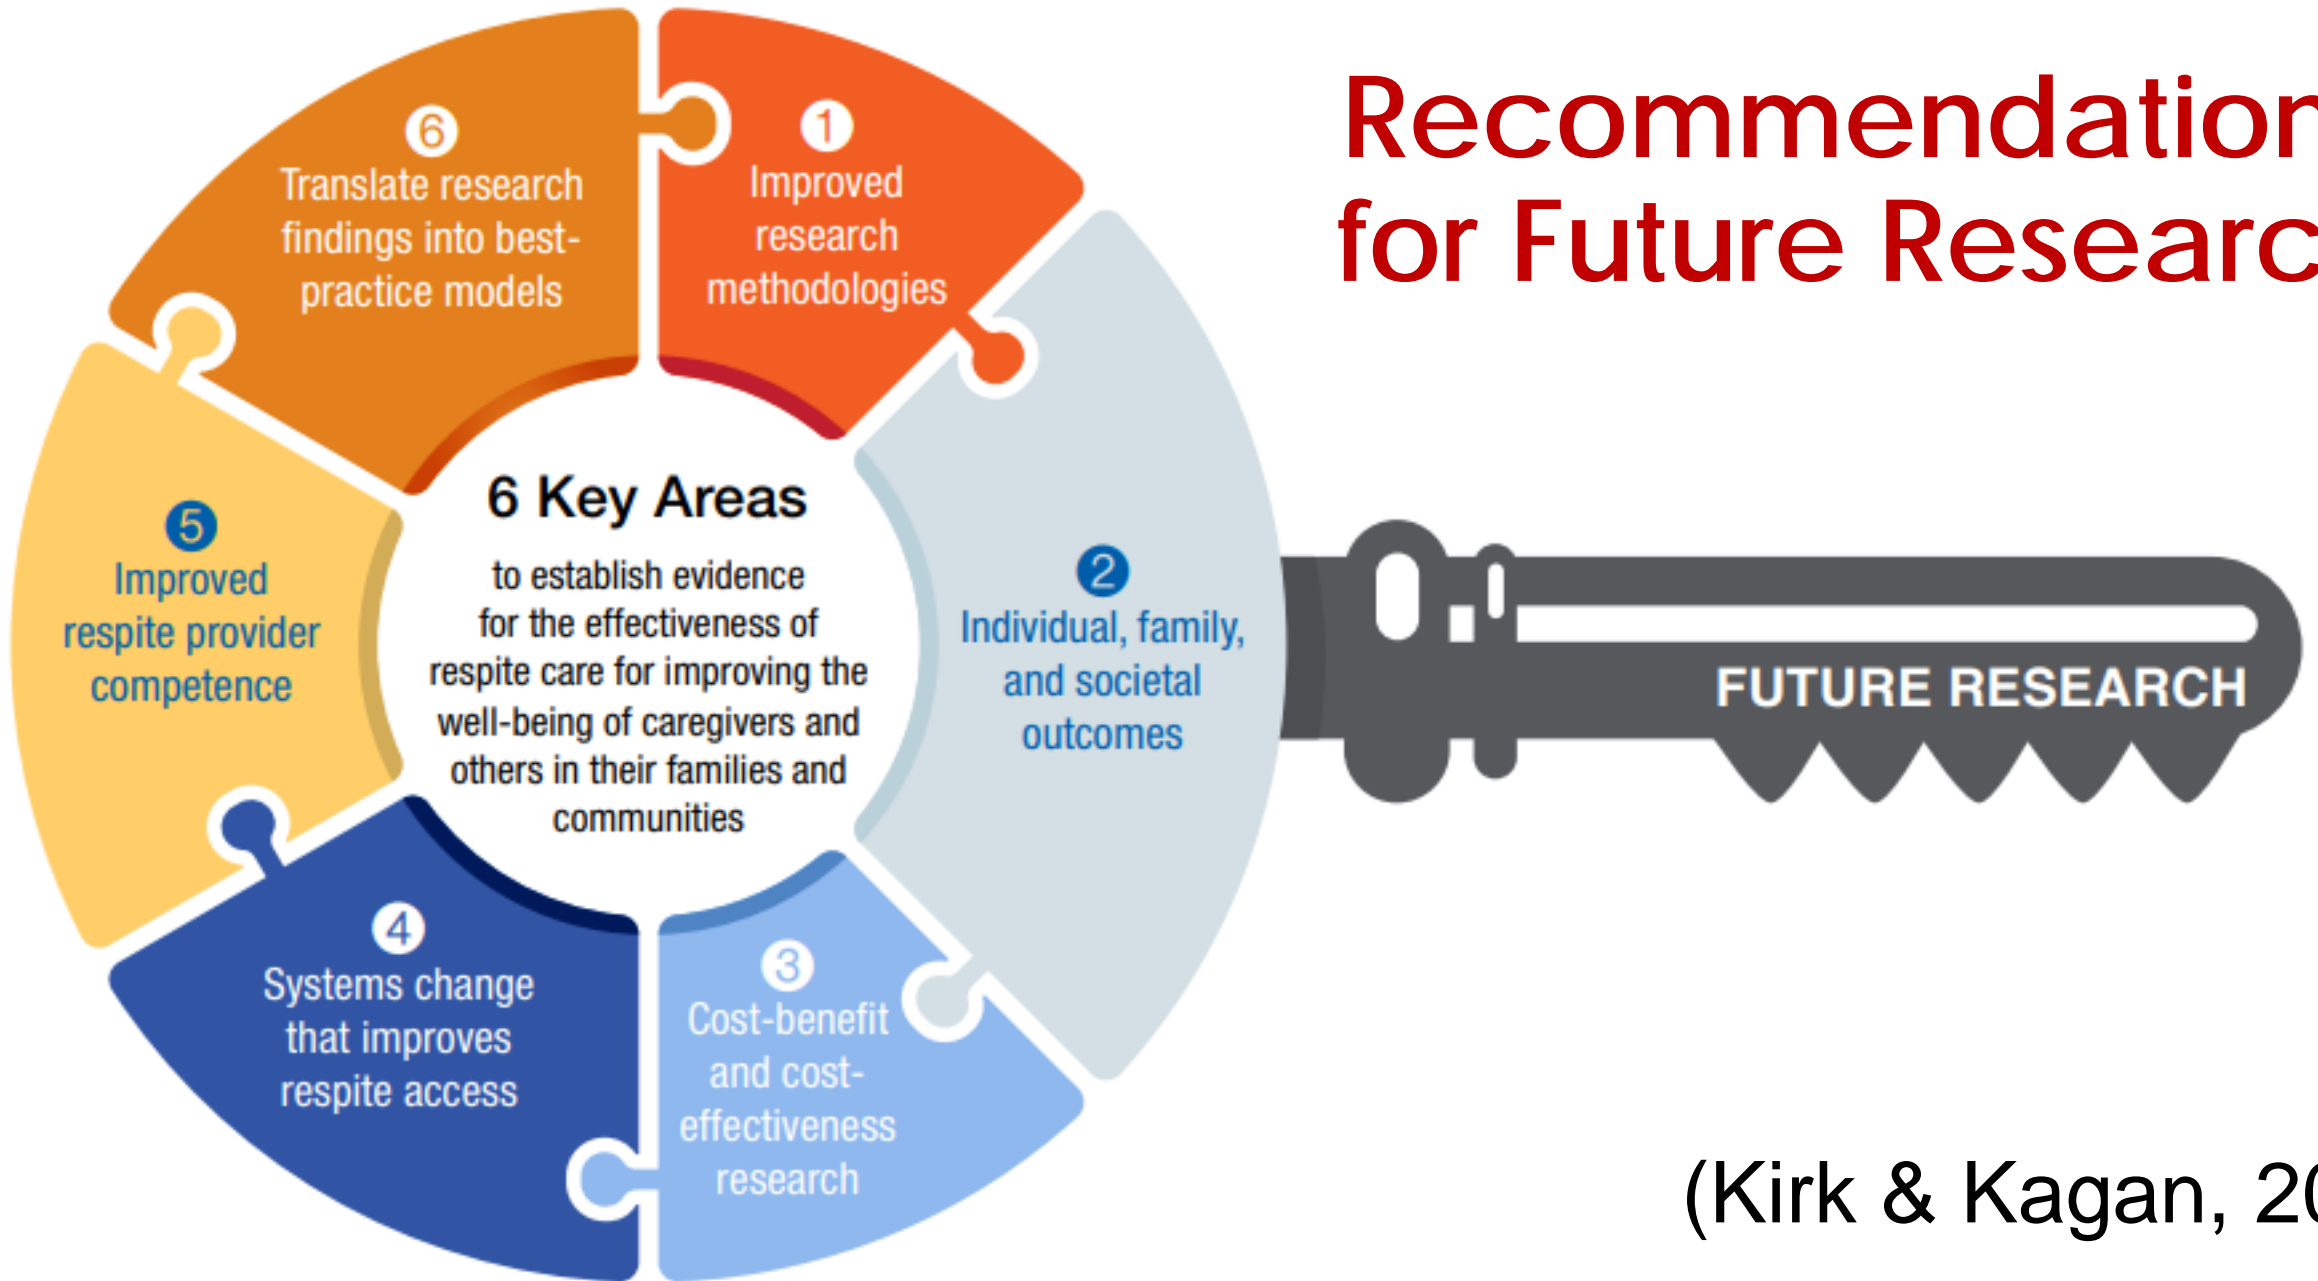 Recommendation
for Future Researc
6
Translate research
findings into best-
practice models
1
Improved
research
methodologies
5
Improved
respite provider
competence
6 Key Areas
to establish evidence
for the effectiveness of
respite care for improving the
well-being of caregivers and
others in their families and
communities
2
Individual, family,
and societal
outcomes
FUTURE RESEARCH
4
Systems change
that improves
respite access
3
Cost-benefit
and cost-
effectiveness
research
(Kirk & Kagan, 20